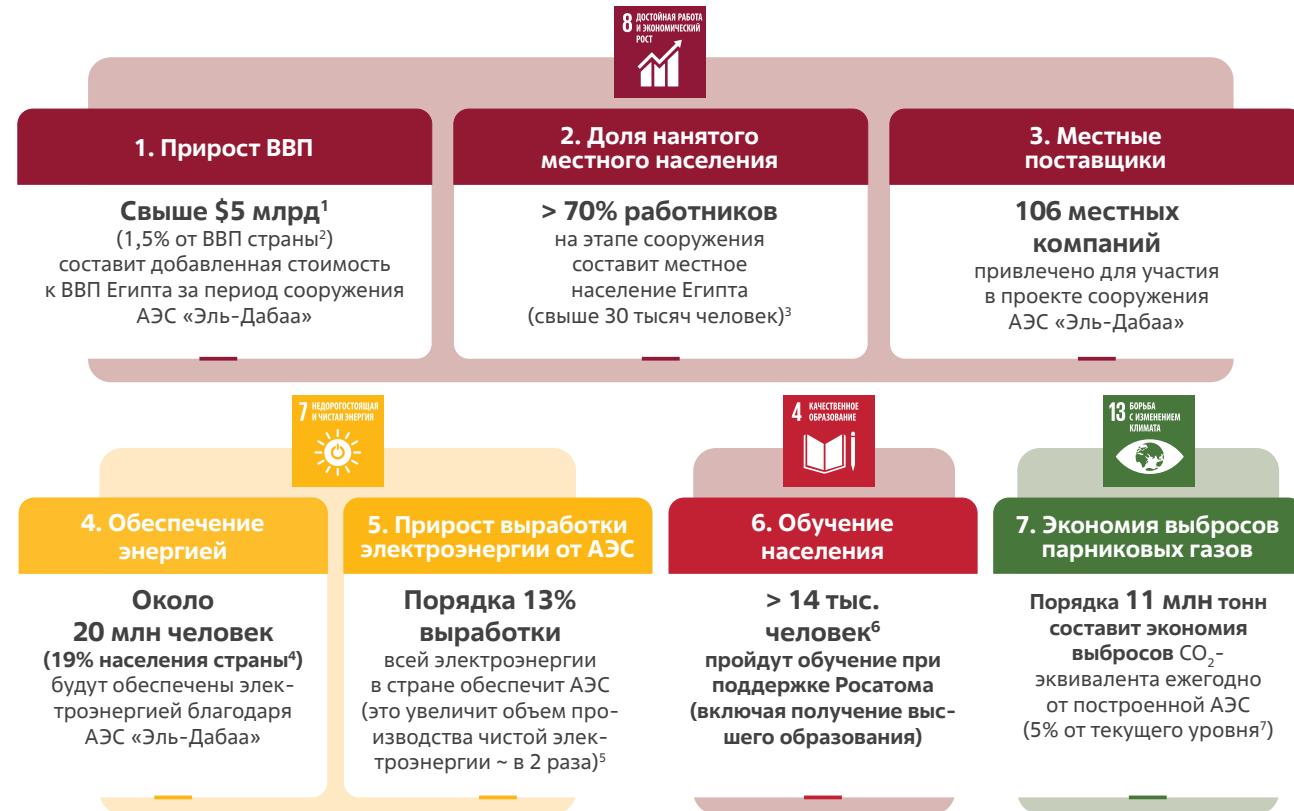 8 ДОСТОЙНАЯ РАБОТА
И ЭКОНОМИЧЕСКИЙ
РОСТ
1. Прирост ВВП
Свыше $5 млрд¹
(1,5% от ВВП страны²)
составит добавленная стоимость
к ВВП Египта за период сооружения
АЭС «Эль-Дабаа»
2. Доля нанятого
местного населения
> 70% работников
на этапе сооружения
составит местное
население Египта
(свыше 30 тысяч человек)³
3. Местные
поставщики
106 местных
компаний
привлечено для участия
в проекте сооружения
АЭС «Эль-Дабаа»
7 НЕДОРОГОСТОЯЩАЯ
И ЧИСТАЯ ЭНЕРГИЯ
4. Обеспечение
энергией
Около
20 млн человек
(19% населения страны⁴)
будут обеспечены элек-
троэнергией благодаря
АЭС «Эль-Дабаа»
5. Прирост выработки
электроэнергии от АЭС
Порядка 13%
выработки
всей электроэнергии
в стране обеспечит АЭС
(это увеличит объем про-
изводства чистой элек-
троэнергии ~ в 2 раза)⁵
4 КАЧЕСТВЕННОЕ
ОБРАЗОВАНИЕ
6. Обучение
населения
> 14 тыс.
человек⁶
пройдут обучение при
поддержке Росатома
(включая получение выс-
шего образования)
13 БОРЬБА
С ИЗМЕНЕНИЕМ
КЛИМАТА
7. Экономия выбросов
парниковых газов
Порядка 11 млн тонн
составит экономия
выбросов CO₂-
эквивалента ежегодно
от построенной АЭС
(5% от текущего уровня⁷)